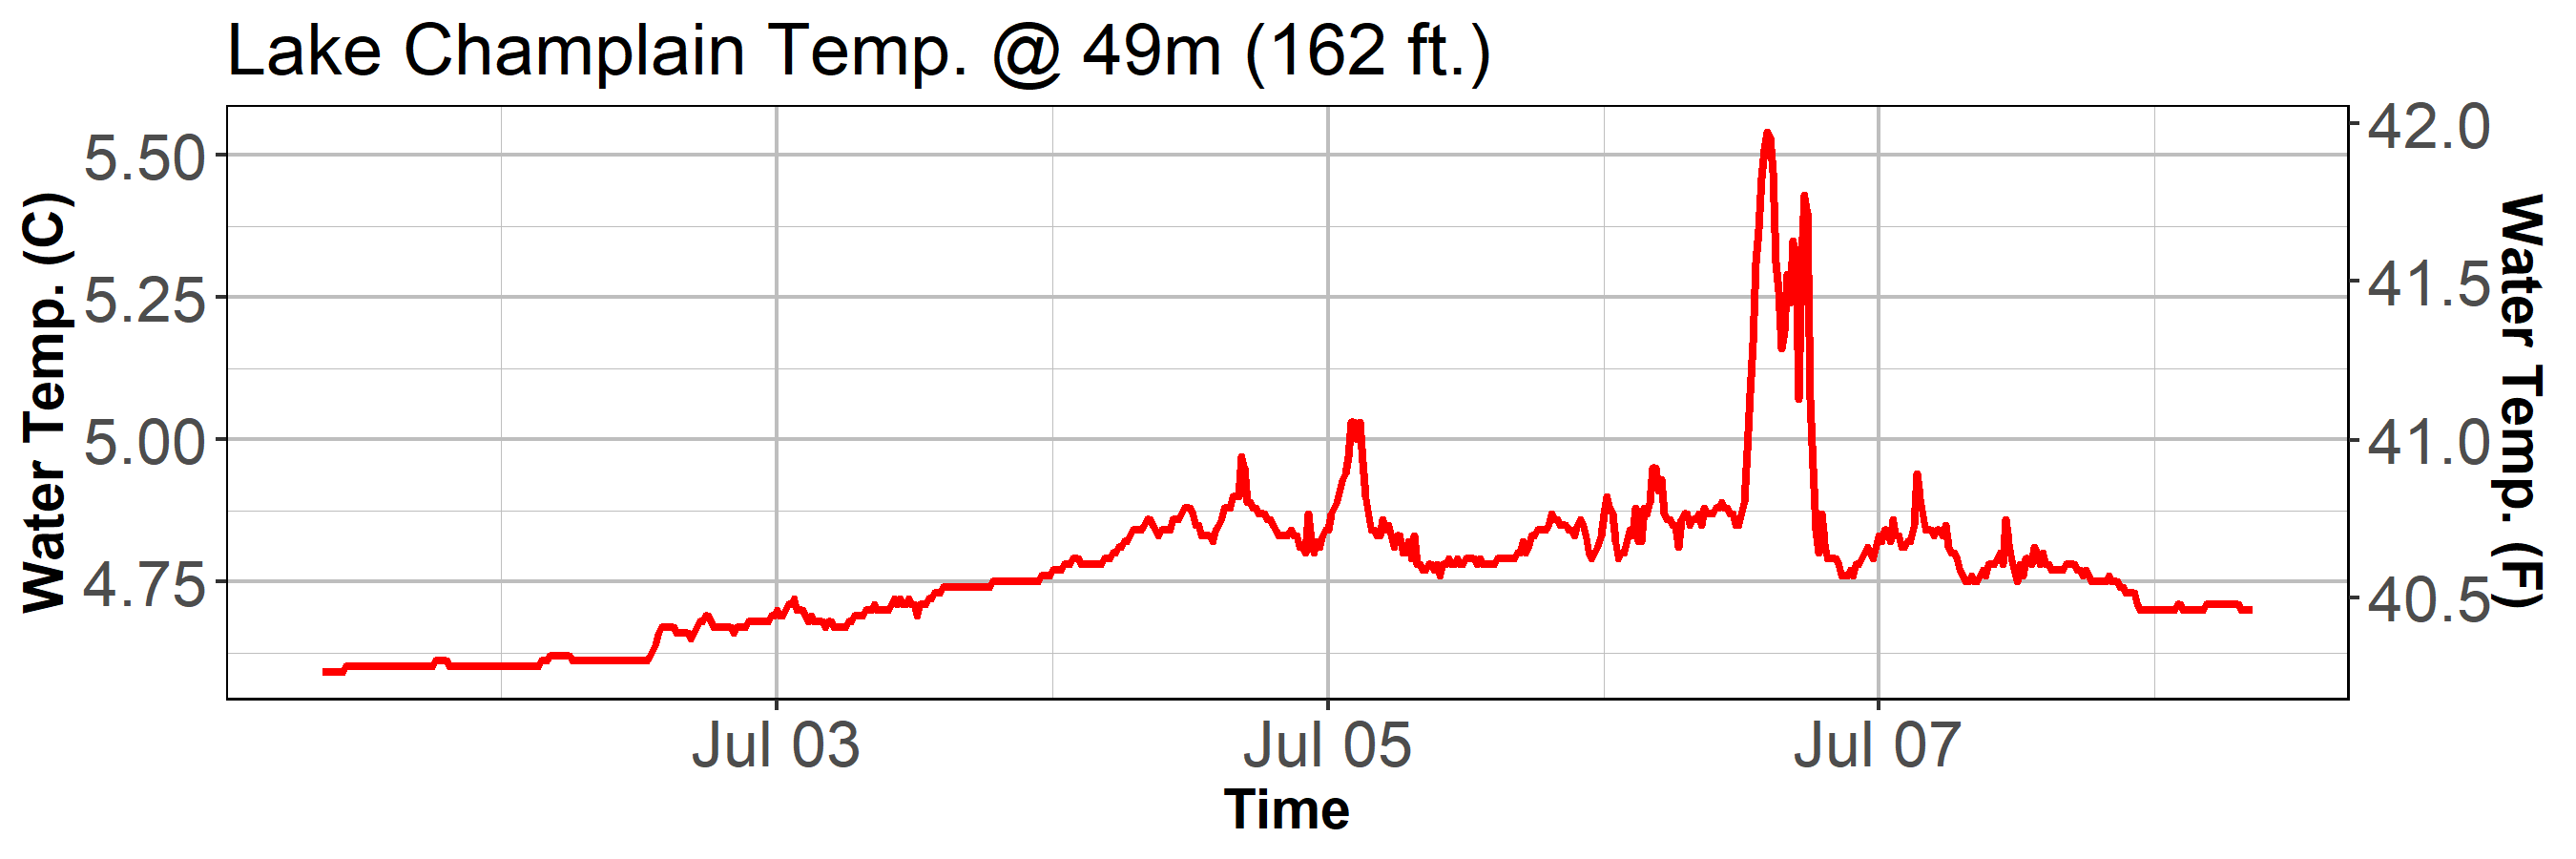 Lake Champlain Temp. @ 49m (162 ft.)
Water Temp. (C)
5.50
5.25
5.00
4.75
42.0
41.5
41.0
40.5
Water Temp. (F)
Jul 03
Jul 05
Jul 07
Time